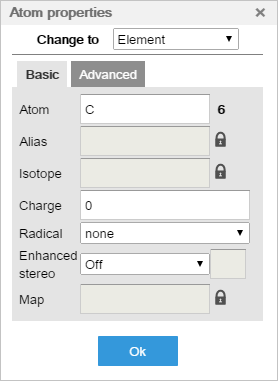 Atom properties ×
Change to Element
Basic Advanced
Atom C 6
Alias
Isotope
Charge 0
Radical none
Enhanced
stereo Off
Map
Ok